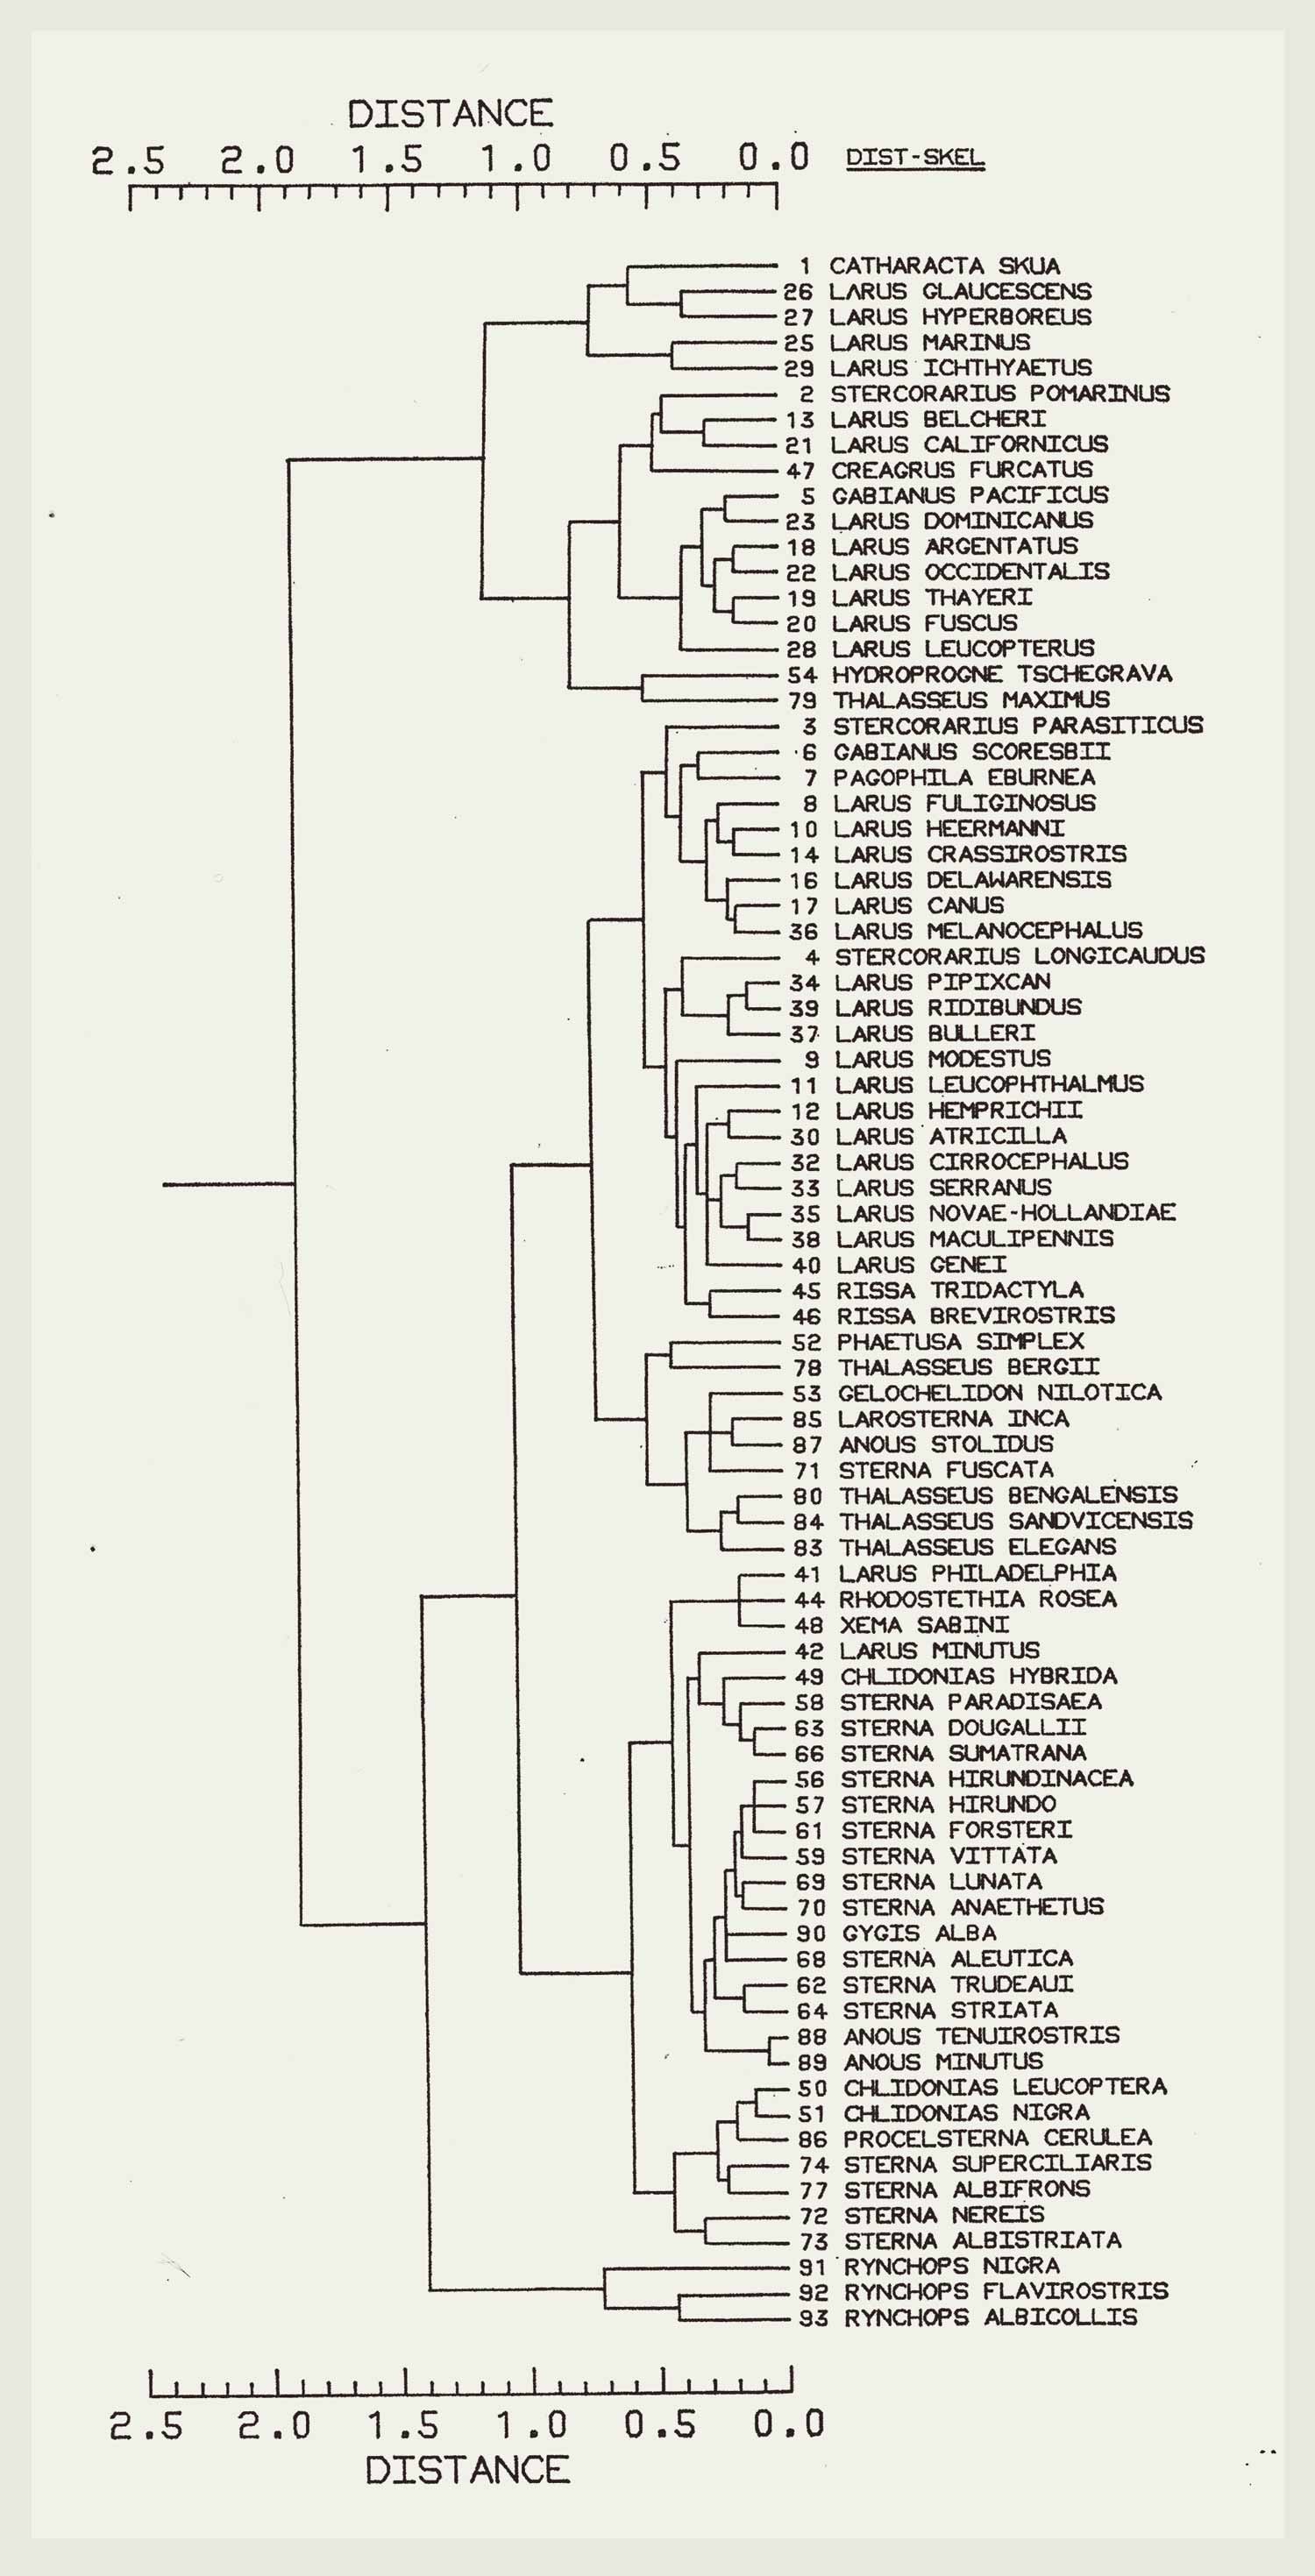 DISTANCE
2.5 2.0 1.5 1.0 0.5 0.0 DIST-SKEL
1 CATHARACTA SKUA
26 LARUS GLAUCESCENS
27 LARUS HYPERBOREUS
25 LARUS MARINUS
29 LARUS ICHTHYAETUS
2 STERCORARIUS POMARINUS
13 LARUS BELCHERI
21 LARUS CALIFORNICUS
47 CREAGRUS FURCATUS
5 GABIANUS PACIFICUS
23 LARUS DOMINICANUS
18 LARUS ARGENTATUS
22 LARUS OCCIDENTALIS
19 LARUS THAYERI
20 LARUS FUSCUS
28 LARUS LEUCOPTERUS
54 HYDROPROGNE TSCHEGRAVA
79 THALASSEUS MAXIMUS
3 STERCORARIUS PARASITICUS
6 GABIANUS SCORESBII
7 PAGOPHILA EBURNEA
8 LARUS FULIGINOSUS
10 LARUS HEERMANNI
14 LARUS CRASSIROSTRIS
16 LARUS DELAWARENSIS
17 LARUS CANUS
36 LARUS MELANOCEPHALUS
4 STERCORARIUS LONGICAUDUS
34 LARUS PIPIXCAN
39 LARUS RIDIBUNDUS
37 LARUS BULLERI
9 LARUS MODESTUS
11 LARUS LEUCOPHTHALMUS
12 LARUS HEMPRICHII
30 LARUS ATRICILLA
32 LARUS CIRROCEPHALUS
33 LARUS SERRANUS
35 LARUS NOVAE-HOLLANDIAE
38 LARUS MACULIPENNIS
40 LARUS GENEI
45 RISSA TRIDACTYLA
46 RISSA BREVIROSTRIS
52 PHAETUSA SIMPLEX
78 THALASSEUS BERGII
53 GELOCHELIDON NILOTICA
85 LAROSTERNA INCA
87 ANOUS STOLIDUS
71 STERNA FUSCATA
80 THALASSEUS BENGALENSIS
84 THALASSEUS SANDVICENSIS
83 THALASSEUS ELEGANS
41 LARUS PHILADELPHIA
44 RHODOSTETHIA ROSEA
48 XEMA SABINI
42 LARUS MINUTUS
49 CHLIDONIAS HYBRIDA
58 STERNA PARADISAEA
63 STERNA DOUGALLII
66 STERNA SUMATRANA
56 STERNA HIRUNDINACEA
57 STERNA HIRUNDO
61 STERNA FORSTERI
59 STERNA VITTATA
69 STERNA LUNATA
70 STERNA ANAETHETUS
90 GYGIS ALBA
68 STERNA ALEUTICA
62 STERNA TRUDEAUI
64 STERNA STRIATA
88 ANOUS TENUIROSTRIS
89 ANOUS MINUTUS
50 CHLIDONIAS LEUCOPTERA
51 CHLIDONIAS NIGRA
86 PROCELSTERNA CERULEA
74 STERNA SUPERCILIARIS
77 STERNA ALBIFRONS
72 STERNA NEREIS
73 STERNA ALBISTRIATA
91 RYNCHOPS NIGRA
92 RYNCHOPS FLAVIROSTRIS
93 RYNCHOPS ALBICOLLIS
2.5 2.0 1.5 1.0 0.5 0.0
DISTANCE